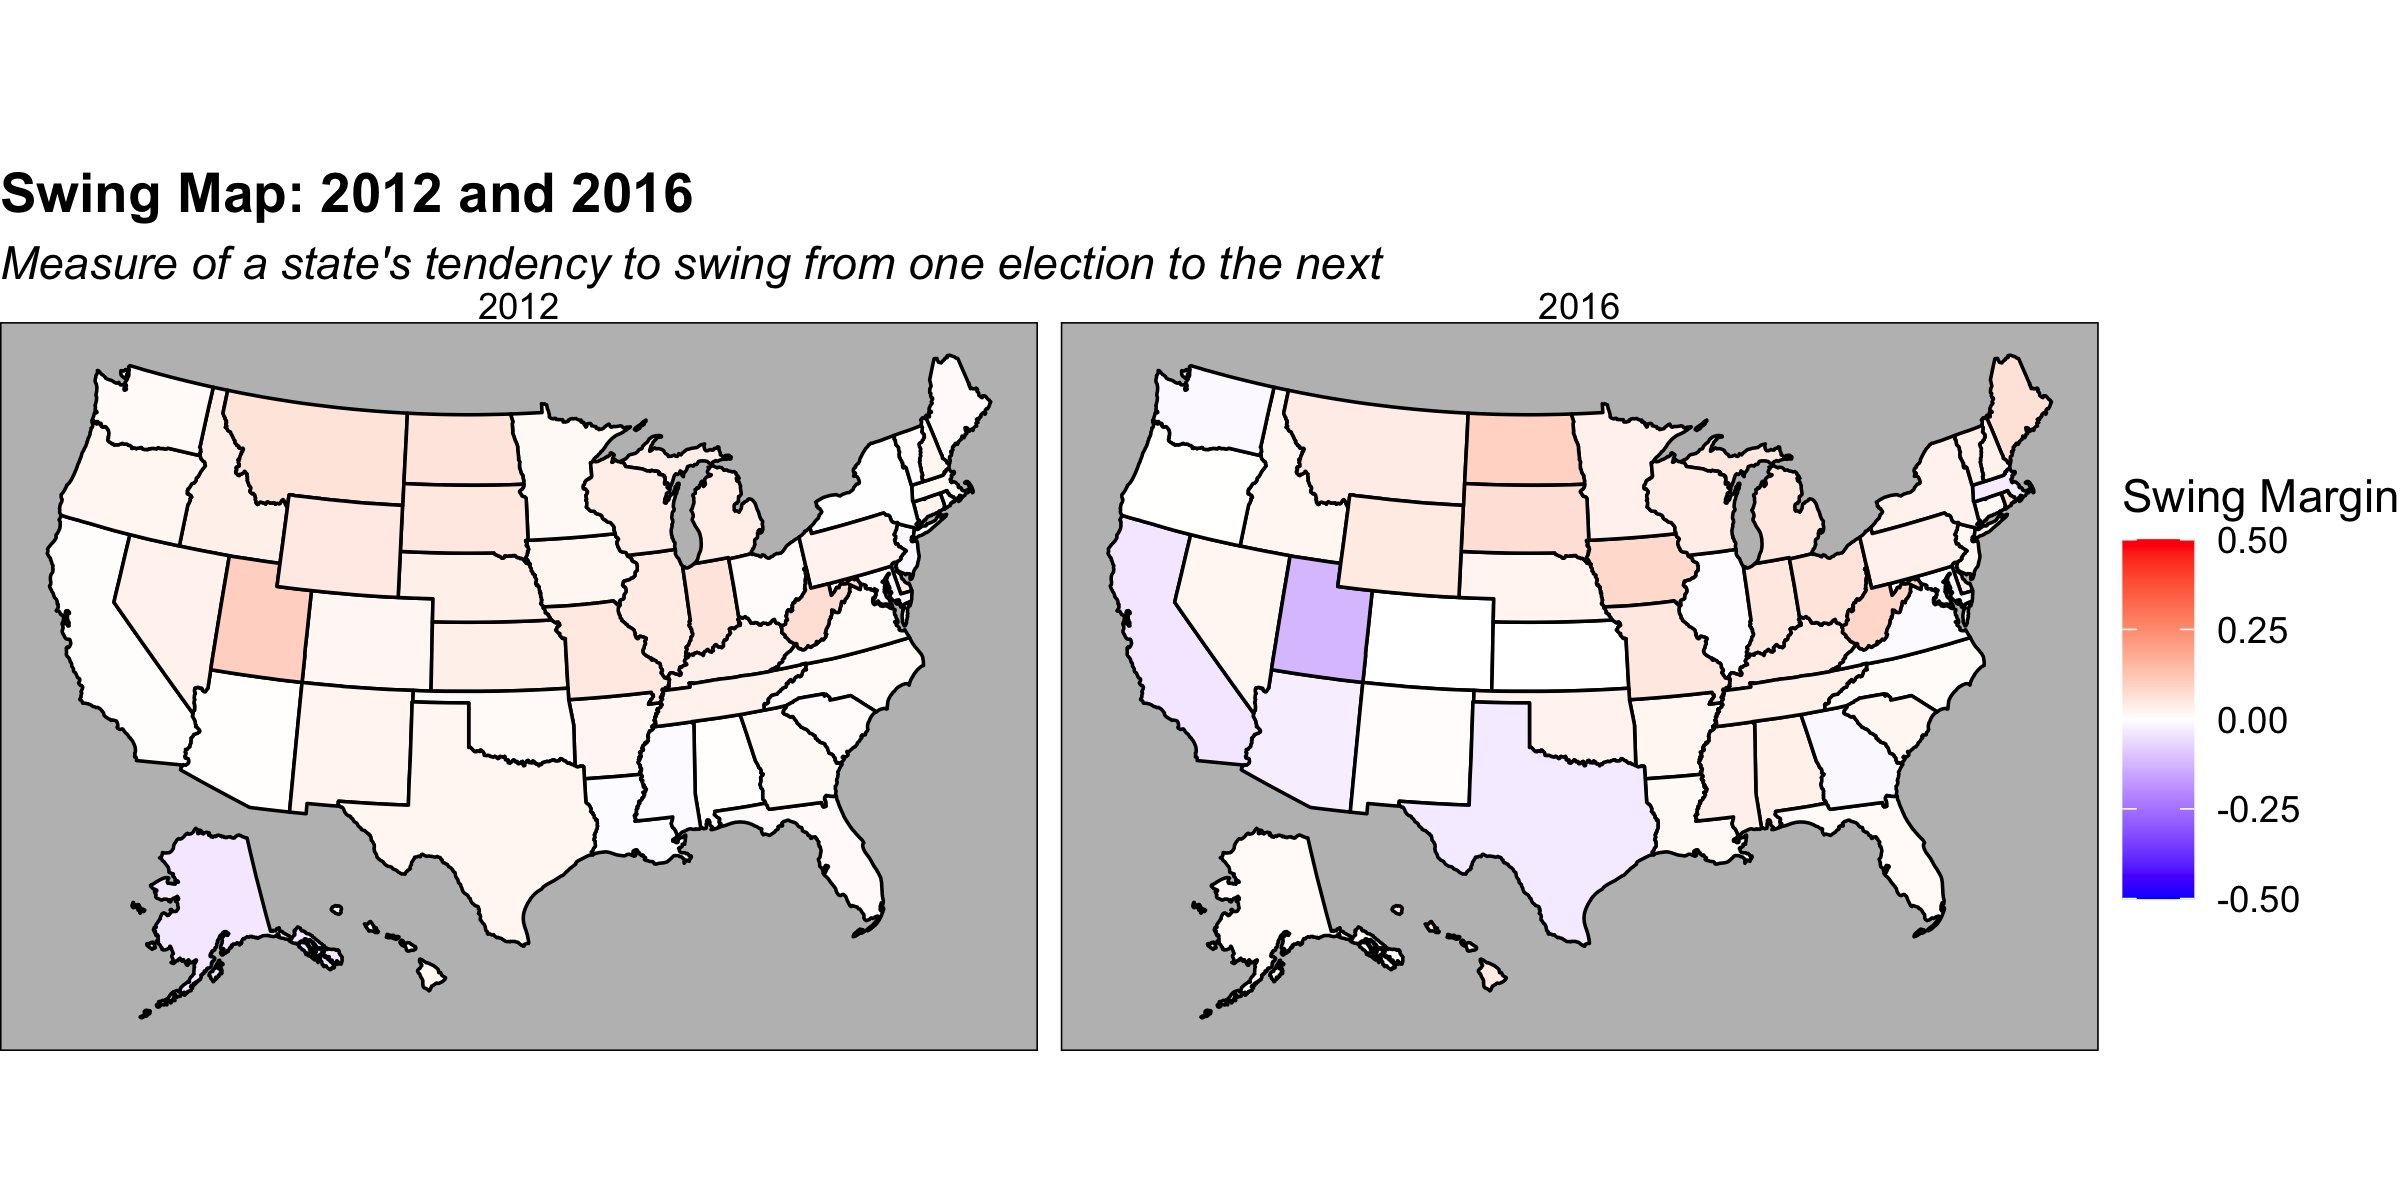 Swing Map: 2012 and 2016
Measure of a state's tendency to swing from one election to the next
2012
2016
Swing Margin
0.50
0.25
0.00
-0.25
-0.50